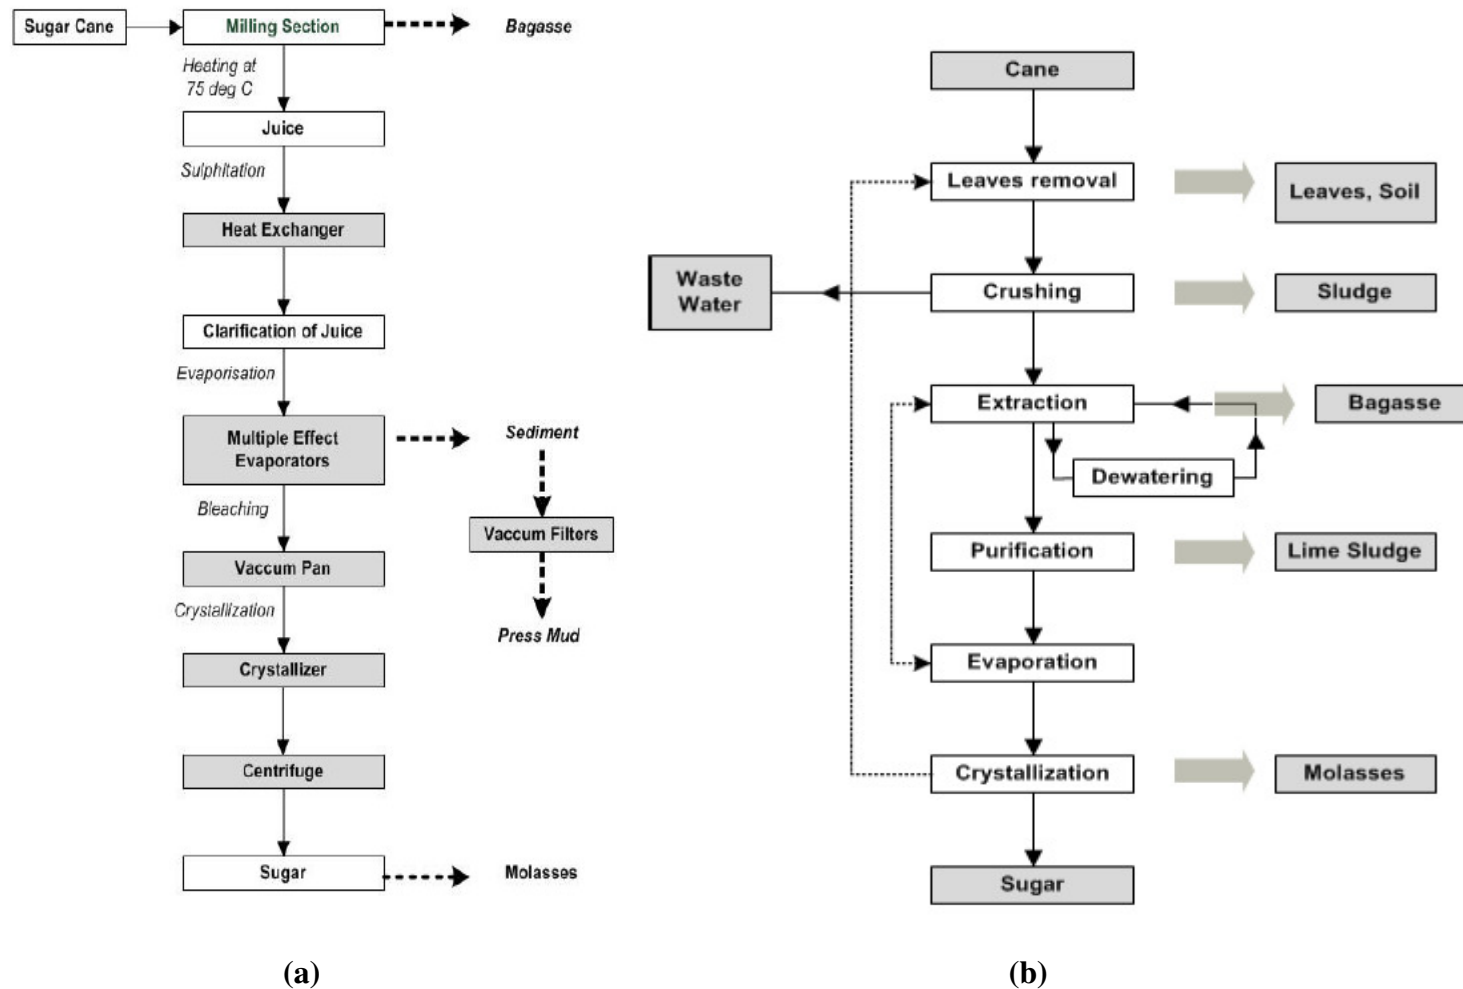 Sugar Cane
Milling Section
Bagasse
Heating at
75 deg C
Juice
Sulphitation
Heat Exchanger
Clarification of Juice
Evaporisation
Multiple Effect
Evaporators
Sediment
Bleaching
Vaccum Filters
Vaccum Pan
Crystallization
Press Mud
Crystallizer
Centrifuge
Sugar
Molasses
(a)
Cane
Leaves removal
Leaves, Soil
Waste
Water
Crushing
Sludge
Extraction
Bagasse
Dewatering
Purification
Lime Sludge
Evaporation
Crystallization
Molasses
Sugar
(b)